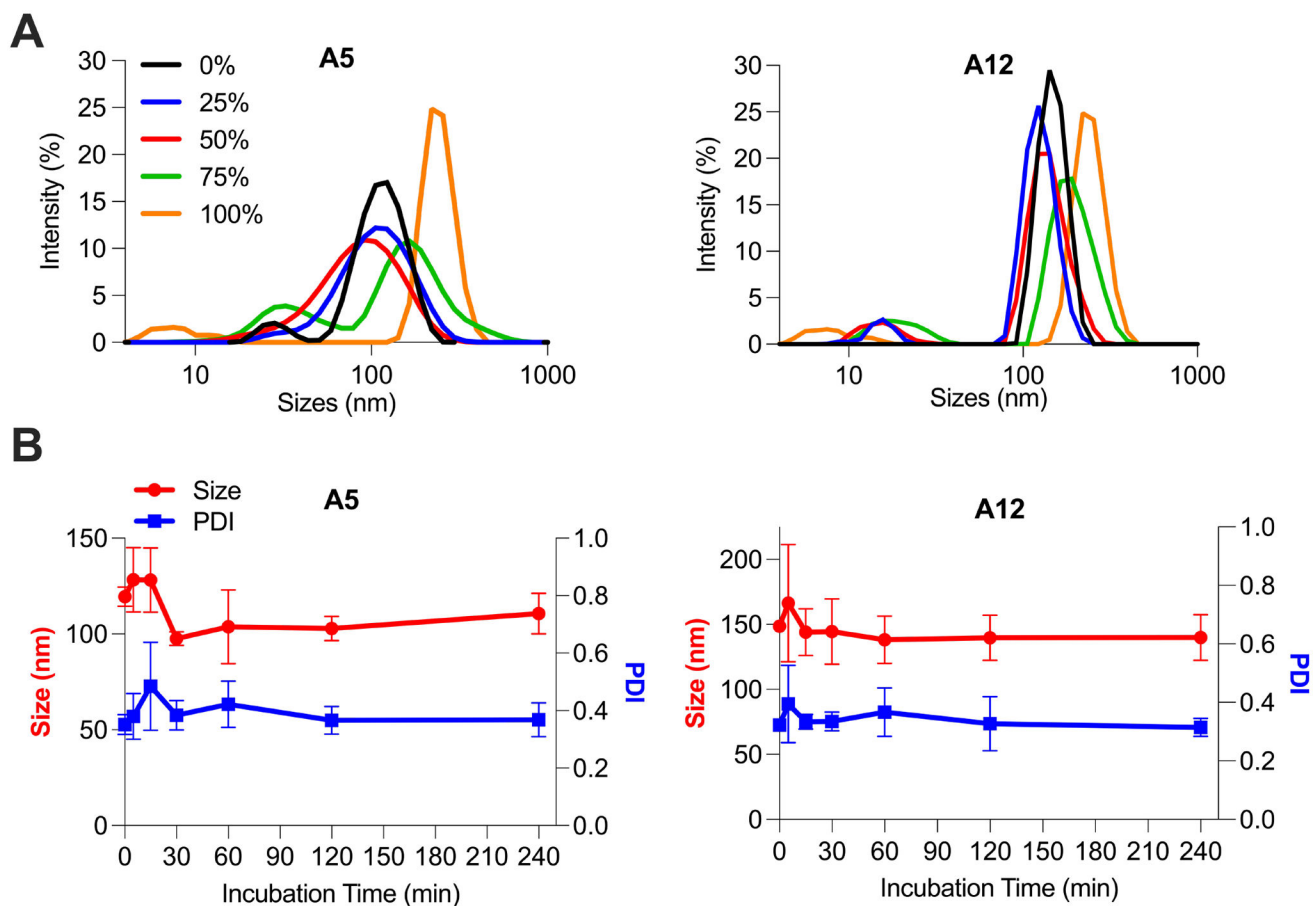 A
A5
A12
0%
25%
50%
75%
100%
30
25
20
15
10
5
0
Intensity (%)
10 100 1000
Sizes (nm)
30
25
20
15
10
5
0
Intensity (%)
10 100 1000
Sizes (nm)
B
Size
PDI
A5
A12
150
100
50
0
Size (nm)
1.0
0.8
0.6
0.4
0.2
0.0
PDI
0 30 60 90 120 150 180 210 240
Incubation Time (min)
200
150
100
50
0
Size (nm)
1.0
0.8
0.6
0.4
0.2
0.0
PDI
0 30 60 90 120 150 180 210 240
Incubation Time (min)